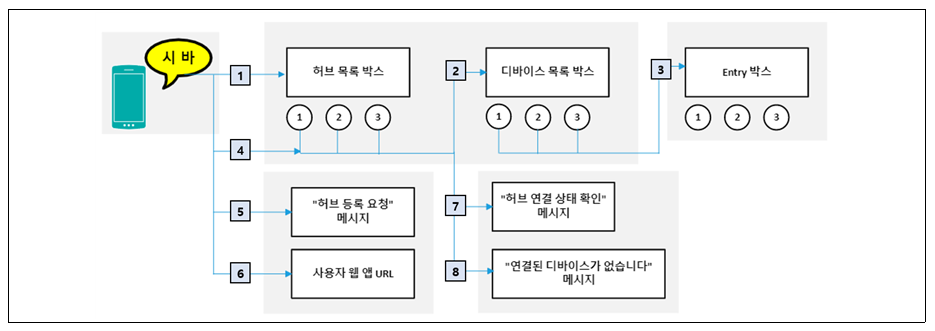 시 바
1
허브 목록 박스
2
디바이스 목록 박스
3
Entry 박스
1 2 3
1 2 3
1 2 3
4
5
"허브 등록 요청"
메시지
7
"허브 연결 상태 확인"
메시지
6
사용자 웹 앱 URL
8
"연결된 디바이스가 없습니다"
메시지